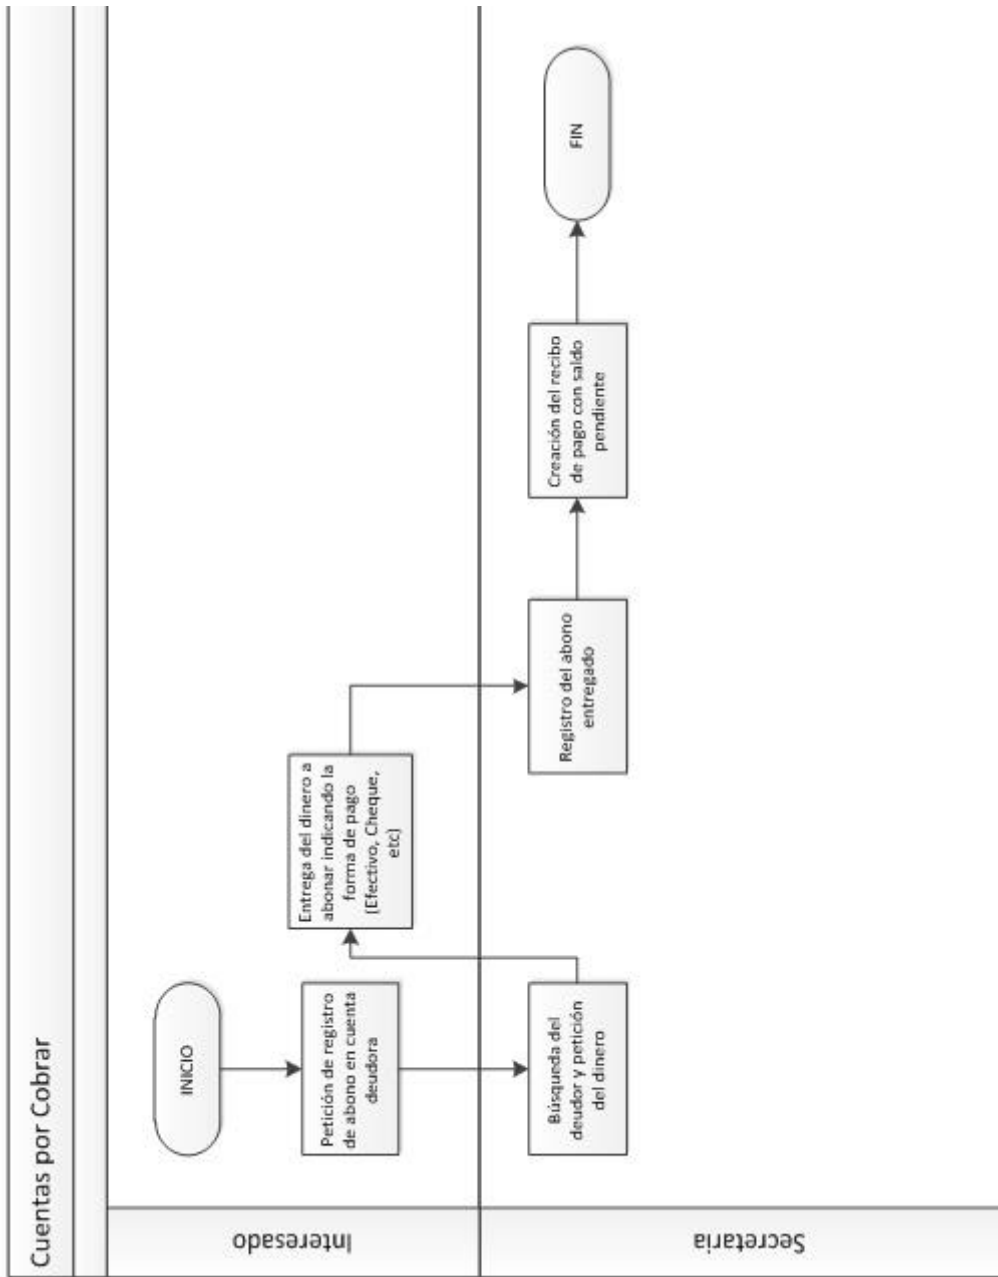 Cuentas por Cobrar
Interesado
INICIO
Petición de registro
de abono en cuenta
deudora
Entrega del dinero a
abonar indicando la
forma de pago
(Efectivo, Cheque,
etc)
Secretaria
Búsqueda del
deudor y petición
del dinero
Registro del abono
entregado
Creación del recibo
de pago con saldo
pendiente
FIN